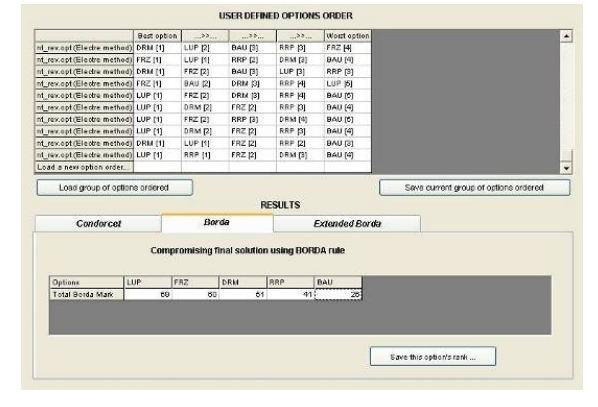 USER DEFINED OPTIONS ORDER
Best option ...>>... ...>>... ...>>... Worst option
nt_rev.opt (Electre method) DRM [1] LUP [2] BAU [3] RRP [3] FRZ [4]
nt_rev.opt (Electre method) FRZ [1] LUP [1] RRP [2] DRM [3] BAU [4]
nt_rev.opt (Electre method) DRM [1] FRZ [2] BAU [3] LUP [3] RRP [3]
nt_rev.opt (Electre method) FRZ [1] BAU [2] DRM [3] RRP [4] LUP [5]
nt_rev.opt (Electre method) LUP [1] FRZ [2] DRM [3] RRP [4] BAU [5]
nt_rev.opt (Electre method) LUP [1] DRM [2] FRZ [2] RRP [3] BAU [4]
nt_rev.opt (Electre method) LUP [1] FRZ [2] RRP [3] DRM [4] BAU [5]
nt_rev.opt (Electre method) LUP [1] DRM [2] FRZ [2] RRP [3] BAU [4]
nt_rev.opt (Electre method) DRM [1] LUP [1] FRZ [2] RRP [2] BAU [3]
nt_rev.opt (Electre method) LUP [1] RRP [1] FRZ [2] DRM [3] BAU [4]
Load a new option order...
Load group of options ordered Save current group of options ordered
RESULTS
Condorcet Borda Extended Borda
Compromising final solution using BORDA rule
Options LUP FRZ DRM RRP BAU
Total Borda Mark 61 41
Save this option's rank ...